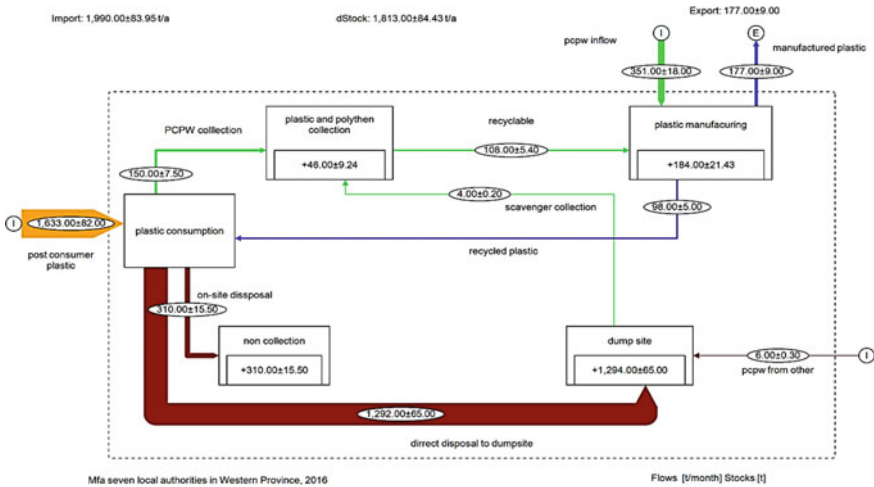 Import: 1,990.00±83.95 t/a
dStock: 1,813.00±84.43 t/a
Export: 177.00±9.00
pcpw inflow
I
E
manufactured plastic
351.00±18.00
177.00±9.00
PCPW colllection
plastic and polythen
collection
+46.00±9.24
recyclable
108.00±5.40
plastic manufacuring
+184.00±21.43
150.00±7.50
4.00±0.20
scavenger collection
98.00±5.00
I
1,633.00±82.00
post consumer
plastic
plastic consumption
recycled plastic
on-site dissposal
310.00±15.50
non collection
+310.00±15.50
dump site
+1,294.00±65.00
6.00±0.30
I
pcpw from other
1,292.00±65.00
dirrect disposal to dumpsite
Mfa seven local authorities in Western Province, 2016
Flows [t/month] Stocks [t]